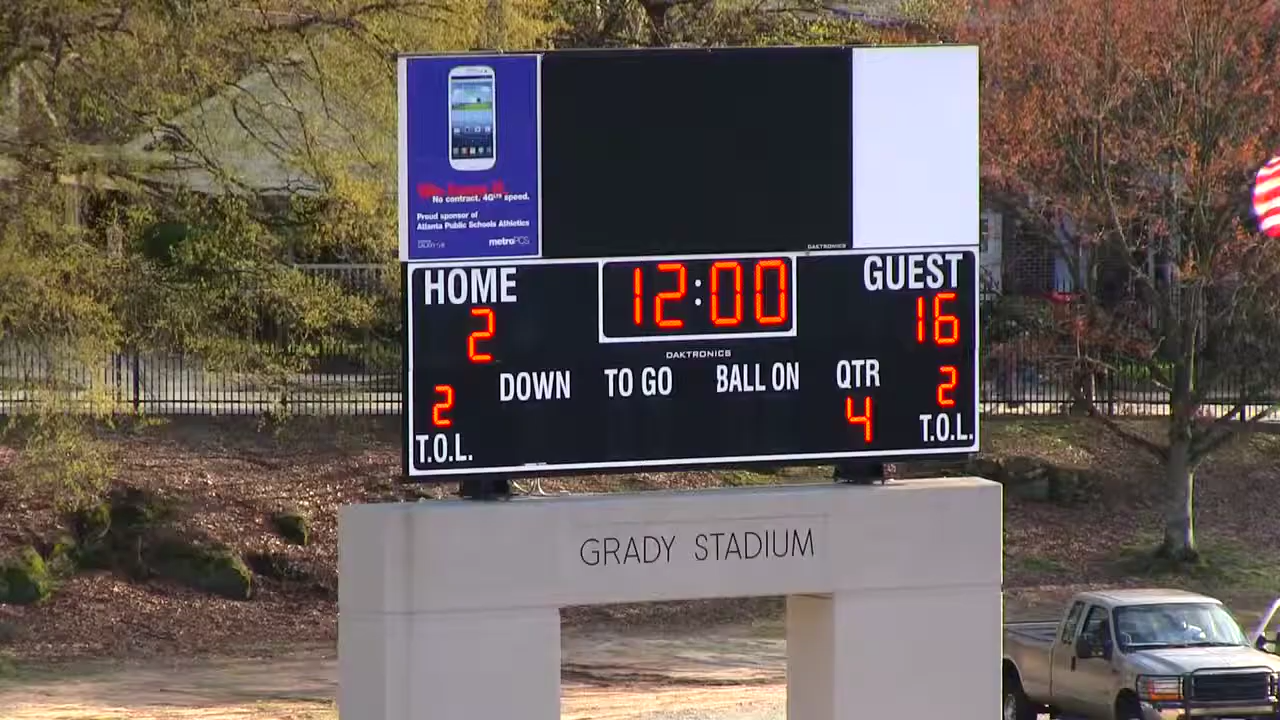 No contract. 4GLTE speed.
Proud sponsor of
Atlanta Public Schools Athletics
metroPCS
DAKTRONICS
HOME
12:00
GUEST
2
16
DAKTRONICS
DOWN
TO GO
BALL ON
QTR
2
2
4
T.O.L.
T.O.L.
GRADY STADIUM